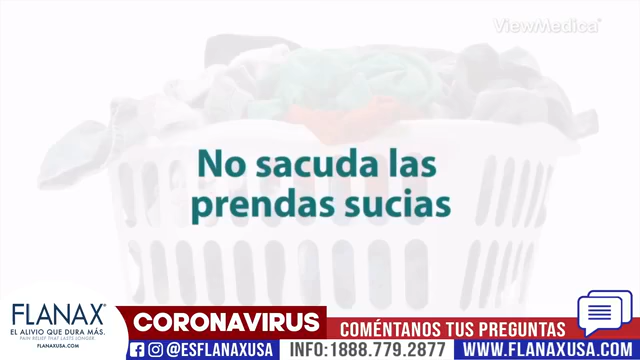 ViewMedica®
No sacuda las
prendas sucias
FLANAX®
EL ALIVIO QUE DURA MÁS.
PAIN RELIEF THAT LASTS LONGER.
FLANAXUSA.COM
CORONAVIRUS
COMÉNTANOS TUS PREGUNTAS
@ESFLANAXUSA
INFO:1888.779.2877
WWW.FLANAXUSA.COM